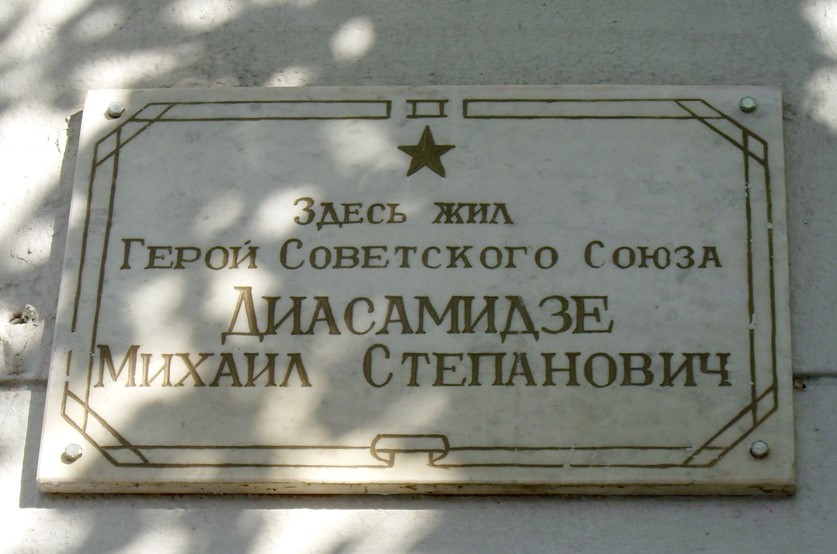 Здесь жил
Герой Советского Союза
Диасамидзе
Михаил Степанович